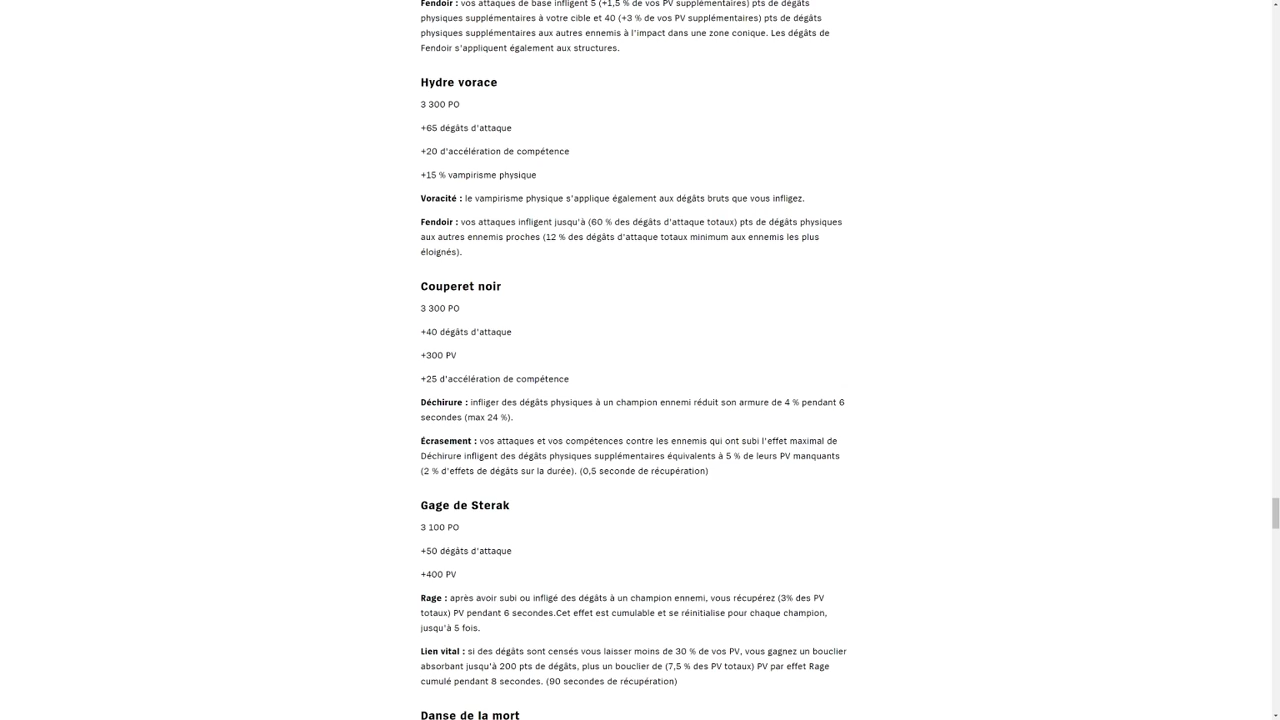 Fendoir : vos attaques de base infligent 5 (+1,5 % de vos PV supplémentaires) pts de dégâts
physiques supplémentaires à votre cible et 40 (+3 % de vos PV supplémentaires) pts de dégâts
physiques supplémentaires aux autres ennemis à l'impact dans une zone conique. Les dégâts de
Fendoir s'appliquent également aux structures.
Hydre vorace
3 300 PO
+65 dégâts d'attaque
+20 d'accélération de compétence
+15 % vampirisme physique
Voracité : le vampirisme physique s'applique également aux dégâts bruts que vous infligez.
Fendoir : vos attaques infligent jusqu'à (60 % des dégâts d'attaque totaux) pts de dégâts physiques
aux autres ennemis proches (12 % des dégâts d'attaque totaux minimum aux ennemis les plus
éloignés).
Couperet noir
3 300 PO
+40 dégâts d'attaque
+300 PV
+25 d'accélération de compétence
Déchirure : infliger des dégâts physiques à un champion ennemi réduit son armure de 4 % pendant 6
secondes (max 24 %).
Écrasement : vos attaques et vos compétences contre les ennemis qui ont subi l'effet maximal de
Déchirure infligent des dégâts physiques supplémentaires équivalents à 5 % de leurs PV manquants
(2 % d'effets de dégâts sur la durée). (0,5 seconde de récupération)
Gage de Sterak
3 100 PO
+50 dégâts d'attaque
+400 PV
Rage : après avoir subi ou infligé des dégâts à un champion ennemi, vous récupérez (3% des PV
totaux) PV pendant 6 secondes.Cet effet est cumulable et se réinitialise pour chaque champion,
jusqu'à 5 fois.
Lien vital : si des dégâts sont censés vous laisser moins de 30 % de vos PV, vous gagnez un bouclier
absorbant jusqu'à 200 pts de dégâts, plus un bouclier de (7,5 % des PV totaux) PV par effet Rage
cumulé pendant 8 secondes. (90 secondes de récupération)
Danse de la mort